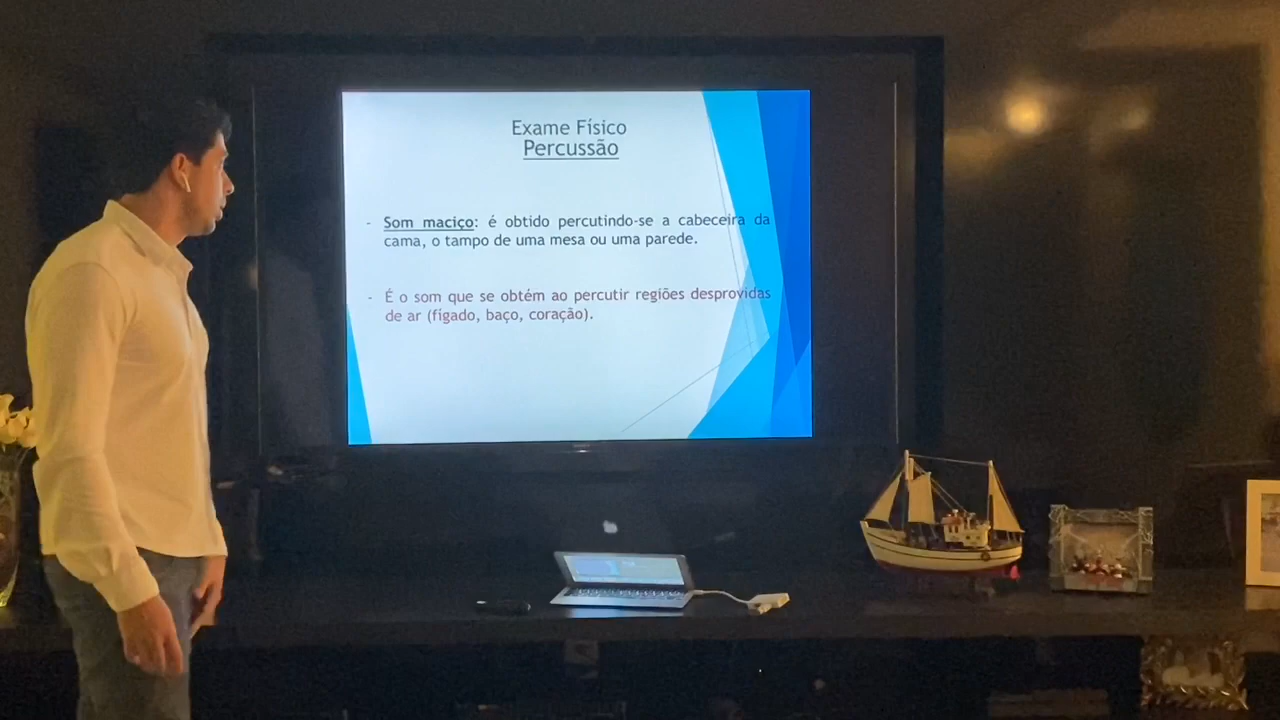 Exame Físico
Percussão
- Som maciço: é obtido percutindo-se a cabeceira da
cama, o tampo de uma mesa ou uma parede.
- É o som que se obtém ao percutir regiões desprovidas
de ar (fígado, baço, coração).